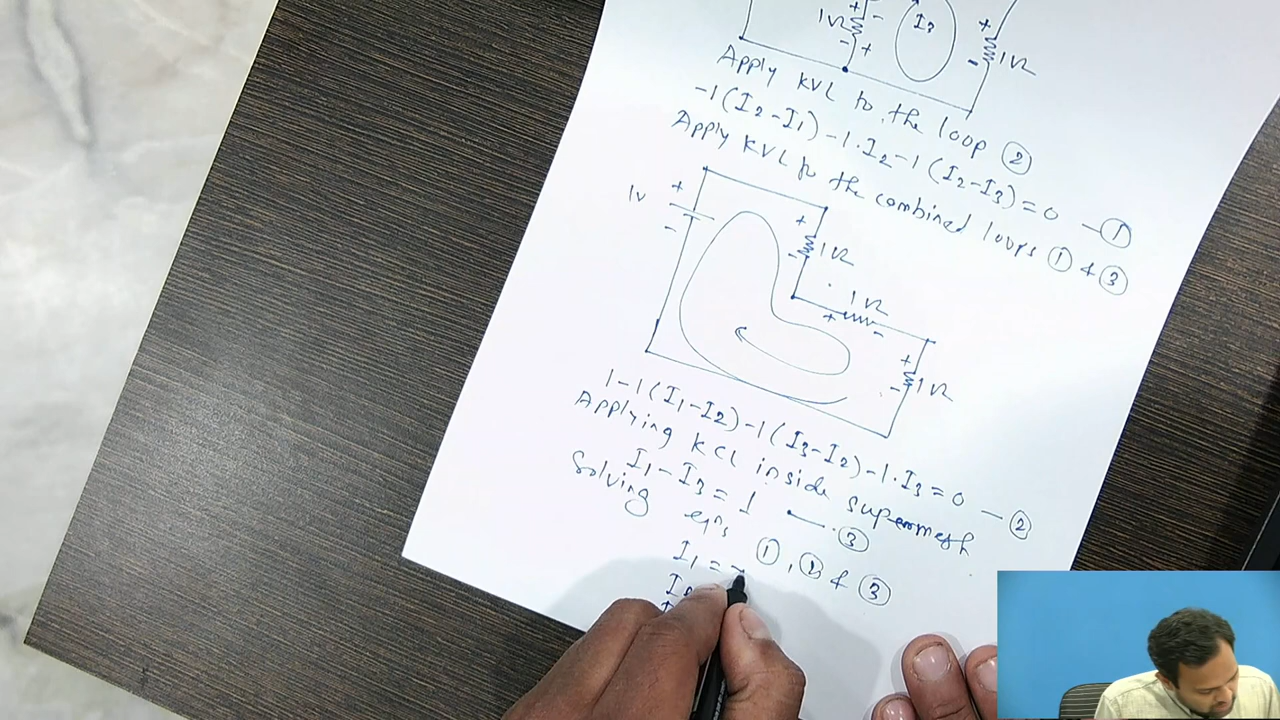 1Ω
I3
1Ω
Apply KVL to the loop ②
-1(I2-I1)-1.I2-1(I2-I3)=0 -①
Apply KVL for the combined loops ① & ③
1V
1Ω
1Ω
1Ω
1-1(I1-I2)-1(I3-I2)-1.I3=0 -②
Applying KCL inside supermesh
I1-I3=1 -③
Solving eqns ①, ② & ③
I1=